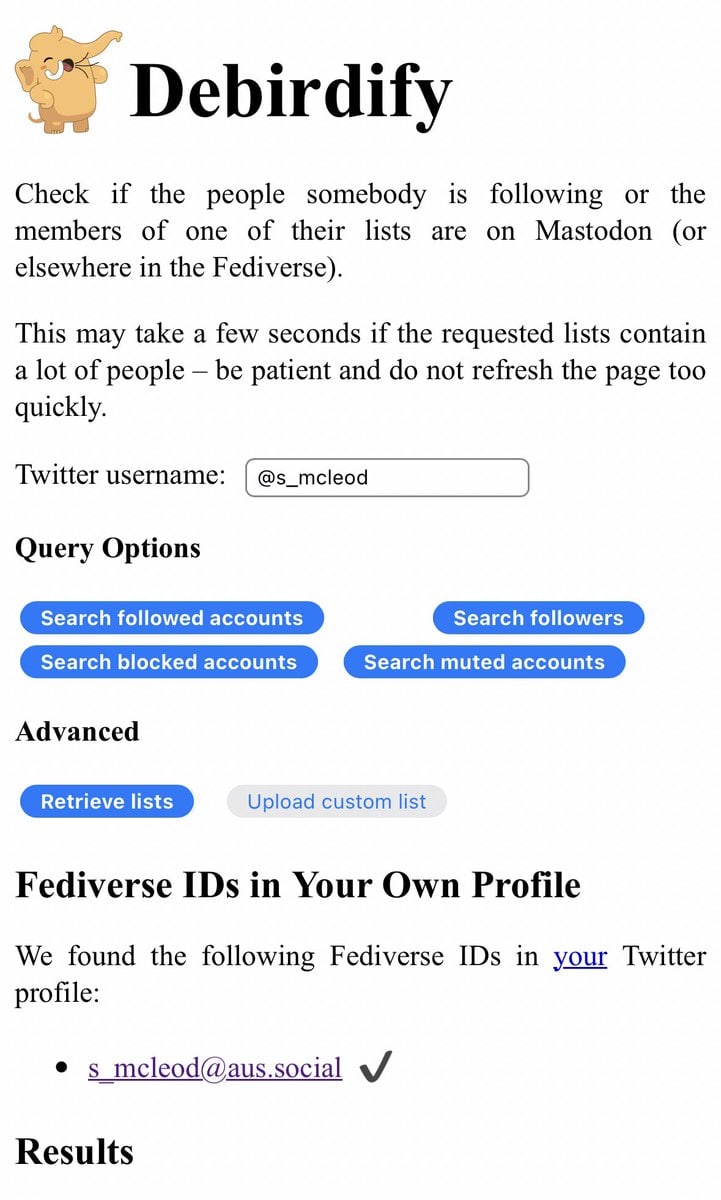 Debirdify
Check if the people somebody is following or the
members of one of their lists are on Mastodon (or
elsewhere in the Fediverse).
This may take a few seconds if the requested lists contain
a lot of people – be patient and do not refresh the page too
quickly.
Twitter username: @s_mcleod
Query Options
Search followed accounts Search followers
Search blocked accounts Search muted accounts
Advanced
Retrieve lists Upload custom list
Fediverse IDs in Your Own Profile
We found the following Fediverse IDs in your Twitter
profile:
• s_mcleod@aus.social ✔
Results